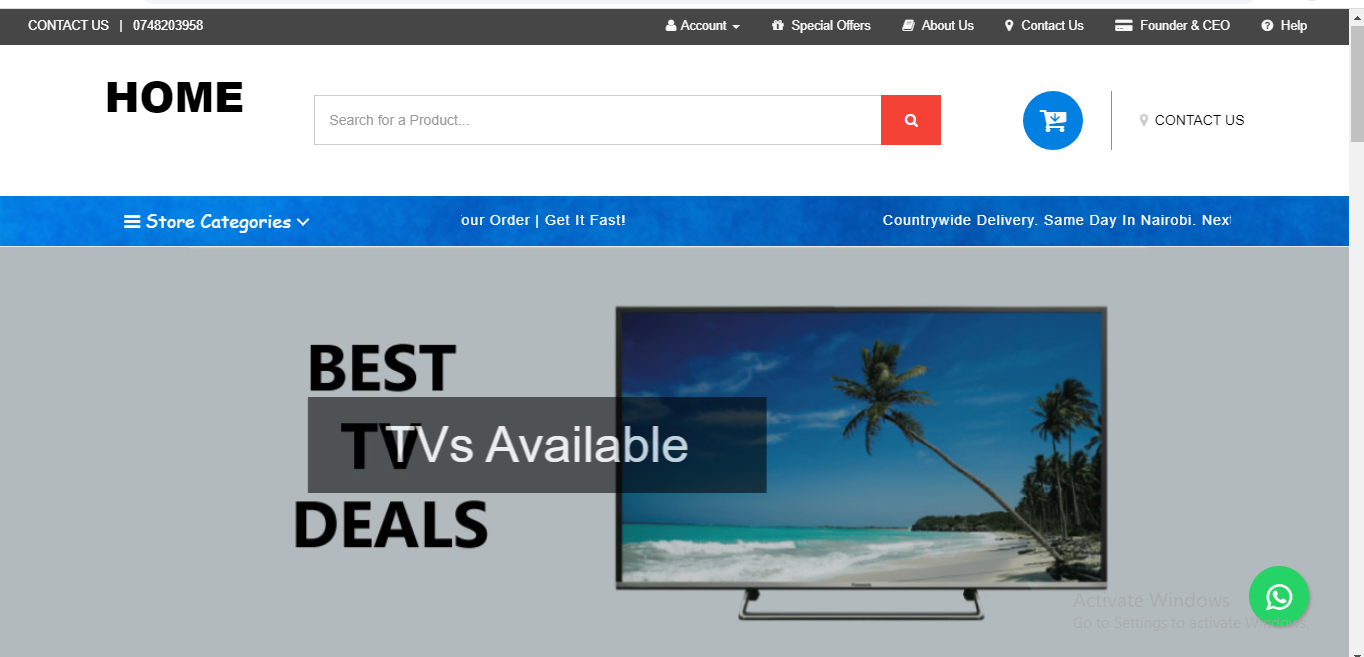 CONTACT US | 0748203958 Account Special Offers About Us Contact Us Founder & CEO Help
HOME
Search for a Product...
CONTACT US
Store Categories our Order | Get It Fast! Countrywide Delivery. Same Day In Nairobi. Next
BEST
TV
TVs Available
DEALS
Panasonic
Activate Windows
Go to Settings to activate Windows.